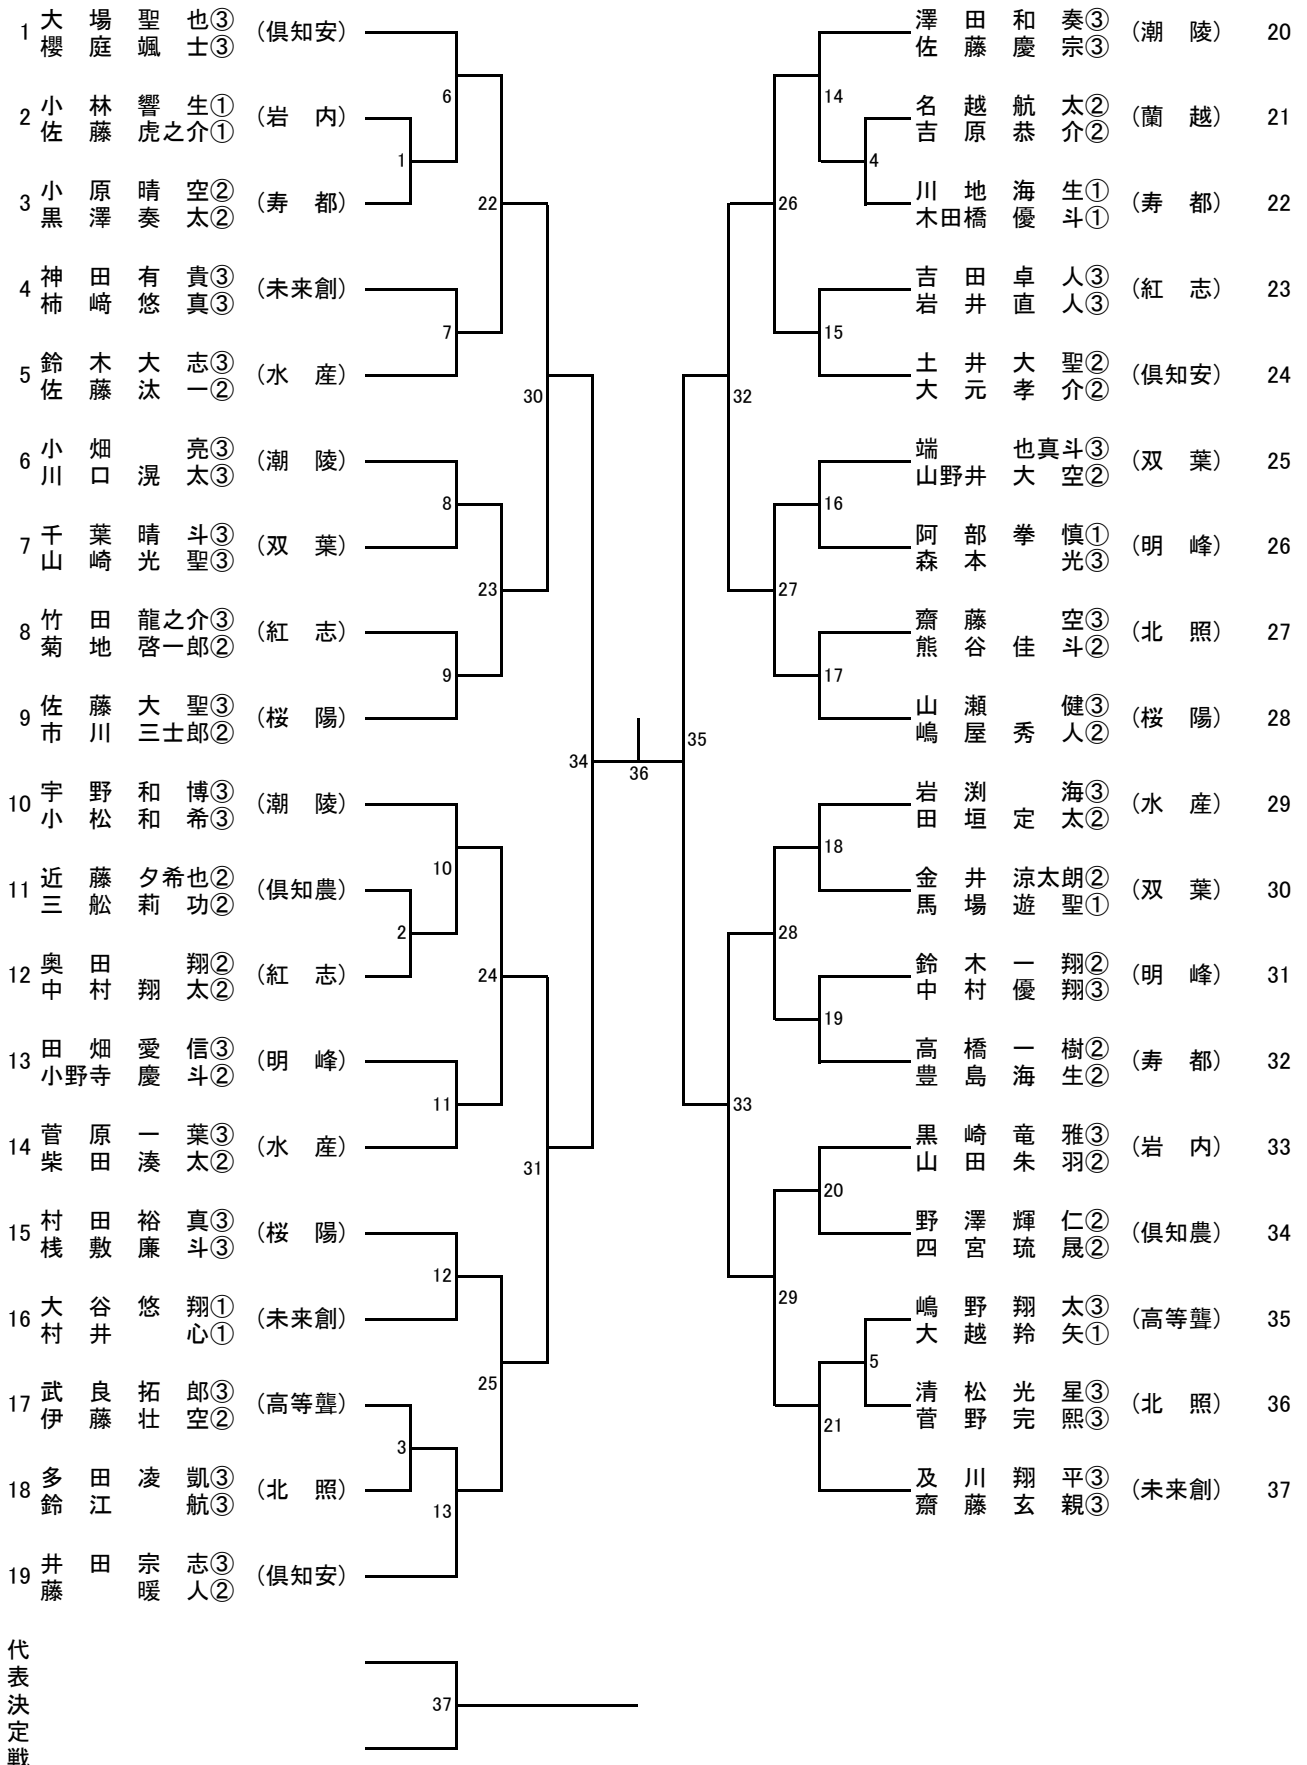 1 大場聖也③ (倶知安)
櫻庭颯士③
2 小林響生① (岩内)
佐藤虎之介①
3 小原晴空② (寿都)
黒澤奏太②
4 神田有貴③ (未来創)
柿﨑悠真③
5 鈴木大志③ (水産)
佐藤汰一②
6 小畑亮③ (潮陵)
川口滉太③
7 千葉晴斗③ (双葉)
山崎光聖③
8 竹田龍之介③ (紅志)
菊地啓一郎②
9 佐藤大聖③ (桜陽)
市川三士郎②
10 宇野和博③ (潮陵)
小松和希③
11 近藤夕希也② (倶知農)
三舩莉功②
12 奥田翔② (紅志)
中村翔太②
13 田畑愛信③ (明峰)
小野寺慶斗②
14 菅原一葉③ (水産)
柴田湊太②
15 村田裕真③ (桜陽)
桟敷廉斗③
16 大谷悠翔① (未来創)
村井心①
17 武良拓郎③ (高等聾)
伊藤壮空②
18 多田凌凱③ (北照)
鈴江航③
19 井田宗志③ (倶知安)
藤暖人②
6
1
22
7
30
8
23
9
34
10
2
24
11
31
12
25
3
13
36
35
14
4
26
15
32
16
27
17
18
28
19
33
20
29
5
21
澤田和奏③ (潮陵) 20
佐藤慶宗③
名越航太② (蘭越) 21
吉原恭介②
川地海生① (寿都) 22
木田橋優斗①
吉田卓人③ (紅志) 23
岩井直人③
土井大聖② (倶知安) 24
大元孝介②
端也真斗③ (双葉) 25
山野井大空②
阿部拳慎① (明峰) 26
森本光③
齋藤空③ (北照) 27
熊谷佳斗②
山瀬健③ (桜陽) 28
嶋屋秀人②
岩渕海③ (水産) 29
田垣定太②
金井涼太朗② (双葉) 30
馬場遊聖①
鈴木一翔② (明峰) 31
中村優翔③
高橋一樹② (寿都) 32
豊島海生②
黒崎竜雅③ (岩内) 33
山田朱羽②
野澤輝仁② (倶知農) 34
四宮琉晟②
嶋野翔太③ (高等聾) 35
大越羚矢①
清松光星③ (北照) 36
菅野完熙③
及川翔平③ (未来創) 37
齋藤玄親③
代表決定戦
37